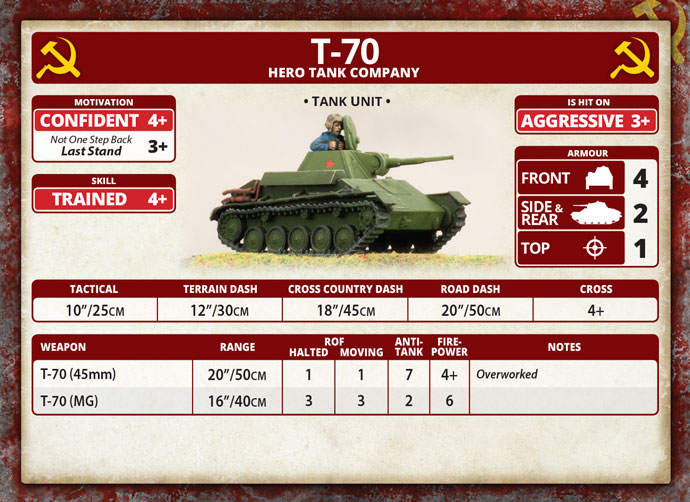 T-70
HERO TANK COMPANY
MOTIVATION
CONFIDENT 4+
Not One Step Back
Last Stand 3+
SKILL
TRAINED 4+
• TANK UNIT •
IS HIT ON
AGGRESSIVE 3+
ARMOUR
FRONT 4
SIDE &
REAR 2
TOP 1
TACTICAL TERRAIN DASH CROSS COUNTRY DASH ROAD DASH CROSS
10"/25CM 12"/30CM 18"/45CM 20"/50CM 4+
WEAPON RANGE ROF HALTED MOVING ANTI-TANK FIRE-POWER NOTES
T-70 (45mm) 20"/50CM 1 1 7 4+ Overworked
T-70 (MG) 16"/40CM 3 3 2 6